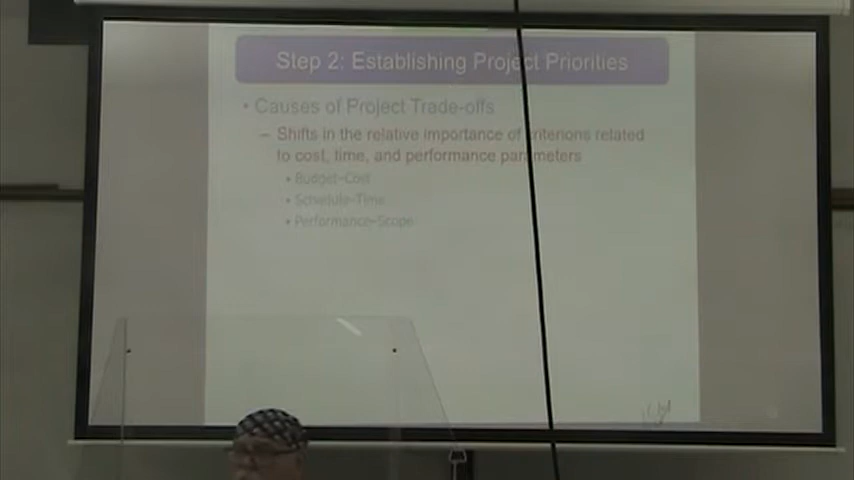 Step 2: Establishing Project Priorities
• Causes of Project Trade-offs
– Shifts in the relative importance of criterions related
to cost, time, and performance parameters
• Budget–Cost
• Schedule–Time
• Performance–Scope